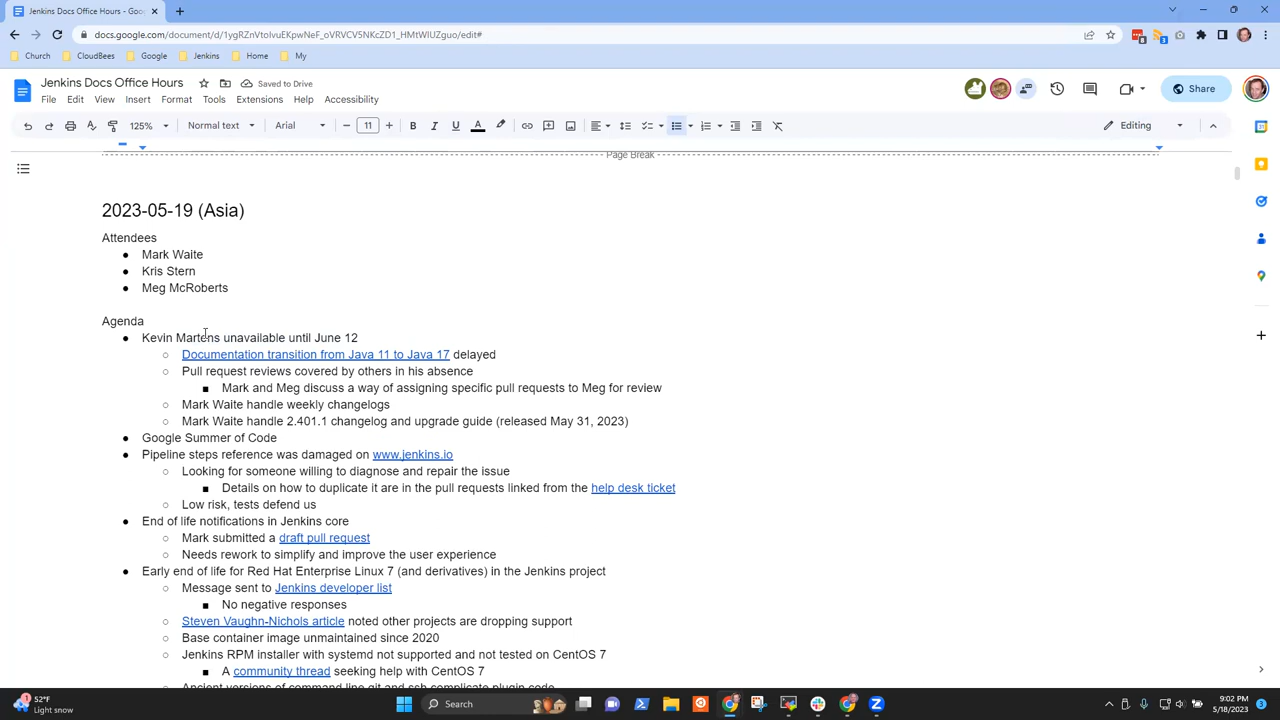 Jenkins Docs Office Hours - Goo
docs.google.com/document/d/1ygRZnVtoIvuEKpwNeF_oVRVCV5NKcZD1_HMtWIUZguo/edit#
Church CloudBees Google Jenkins Home My
Jenkins Docs Office Hours Saved to Drive
Share
File Edit View Insert Format Tools Extensions Help Accessibility
125% Normal text Arial 11 B I U A Editing
Page Break
2023-05-19 (Asia)
Attendees
● Mark Waite
● Kris Stern
● Meg McRoberts
Agenda
● Kevin Martens unavailable until June 12
○ Documentation transition from Java 11 to Java 17 delayed
○ Pull request reviews covered by others in his absence
■ Mark and Meg discuss a way of assigning specific pull requests to Meg for review
○ Mark Waite handle weekly changelogs
○ Mark Waite handle 2.401.1 changelog and upgrade guide (released May 31, 2023)
● Google Summer of Code
● Pipeline steps reference was damaged on www.jenkins.io
○ Looking for someone willing to diagnose and repair the issue
■ Details on how to duplicate it are in the pull requests linked from the help desk ticket
○ Low risk, tests defend us
● End of life notifications in Jenkins core
○ Mark submitted a draft pull request
○ Needs rework to simplify and improve the user experience
● Early end of life for Red Hat Enterprise Linux 7 (and derivatives) in the Jenkins project
○ Message sent to Jenkins developer list
■ No negative responses
○ Steven Vaughn-Nichols article noted other projects are dropping support
○ Base container image unmaintained since 2020
○ Jenkins RPM installer with systemd not supported and not tested on CentOS 7
■ A community thread seeking help with CentOS 7
○ Ancient versions of command line git and ssh complicate plugin code
52°F
Light snow
Search
9:02 PM
5/18/2023